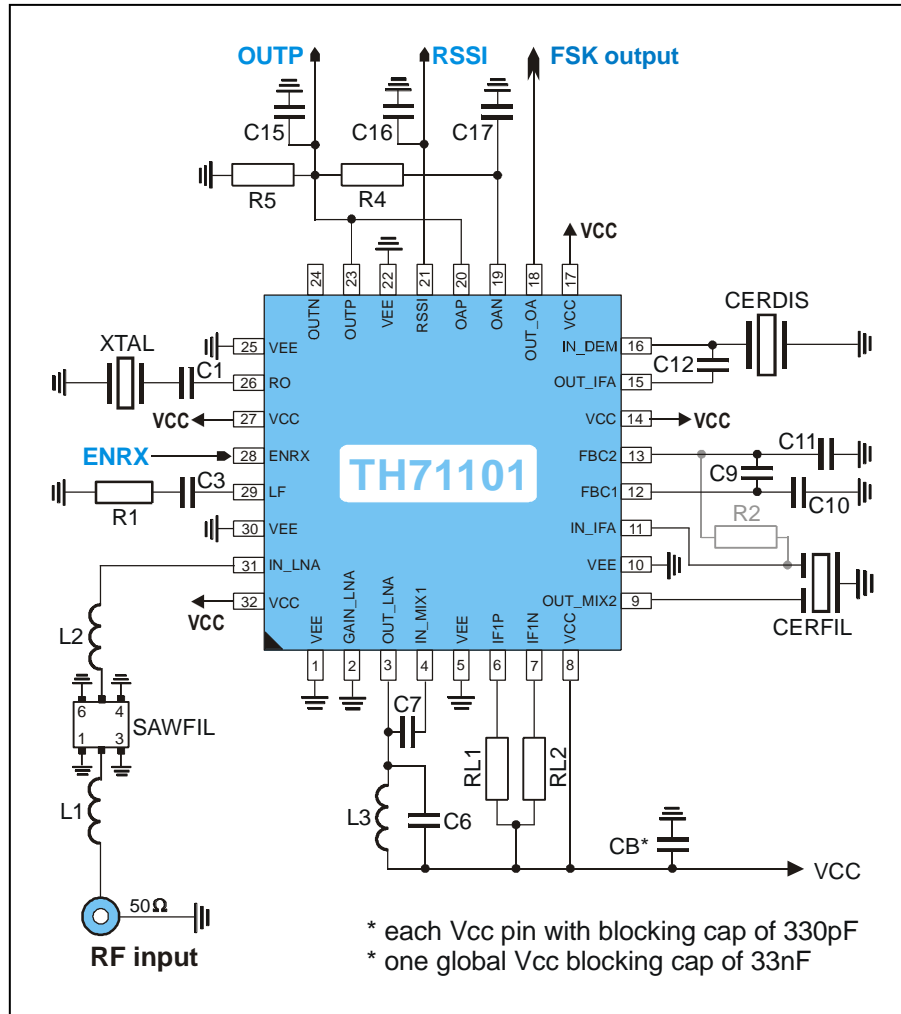 OUTP RSSI FSK output
C15 C16 C17
R5 R4
VCC
24 23 22 21 20 19 18 17
OUTN OUTP VEE RSSI OAP OAN OUT_OA VCC
CERDIS
XTAL
25 VEE IN_DEM 16
C1 C12
26 RO OUT_IFA 15
VCC 27 VCC VCC 14 VCC
C11
ENRX 28 ENRX FBC2 13
C9
C3 TH71101
29 LF FBC1 12
R1 C10
R2
30 VEE IN_IFA 11
31 IN_LNA VEE 10
32 VCC OUT_MIX2 9
VCC
CERFIL
L2
VEE GAIN_LNA OUT_LNA IN_MIX1 VEE IF1P IF1N VCC
1 2 3 4 5 6 7 8
C7
6 4
SAWFIL
1 3
RL1 RL2
L1 L3 C6
CB*
VCC
50Ω
* each Vcc pin with blocking cap of 330pF
RF input
* one global Vcc blocking cap of 33nF